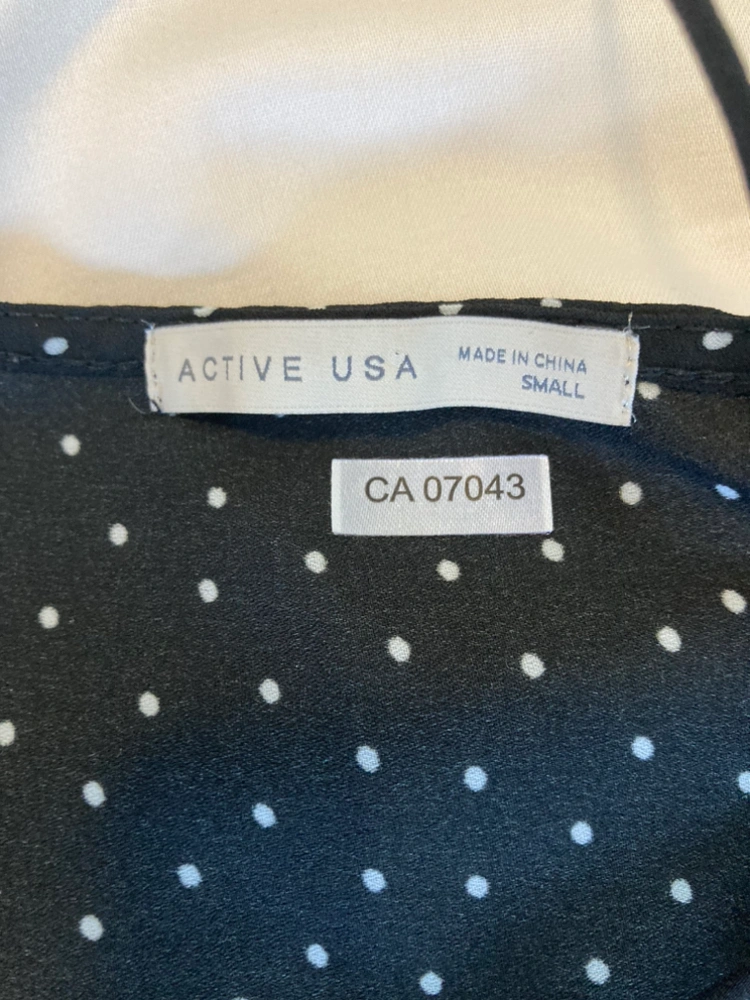 ACTIVE USA
MADE IN CHINA
SMALL
CA 07043